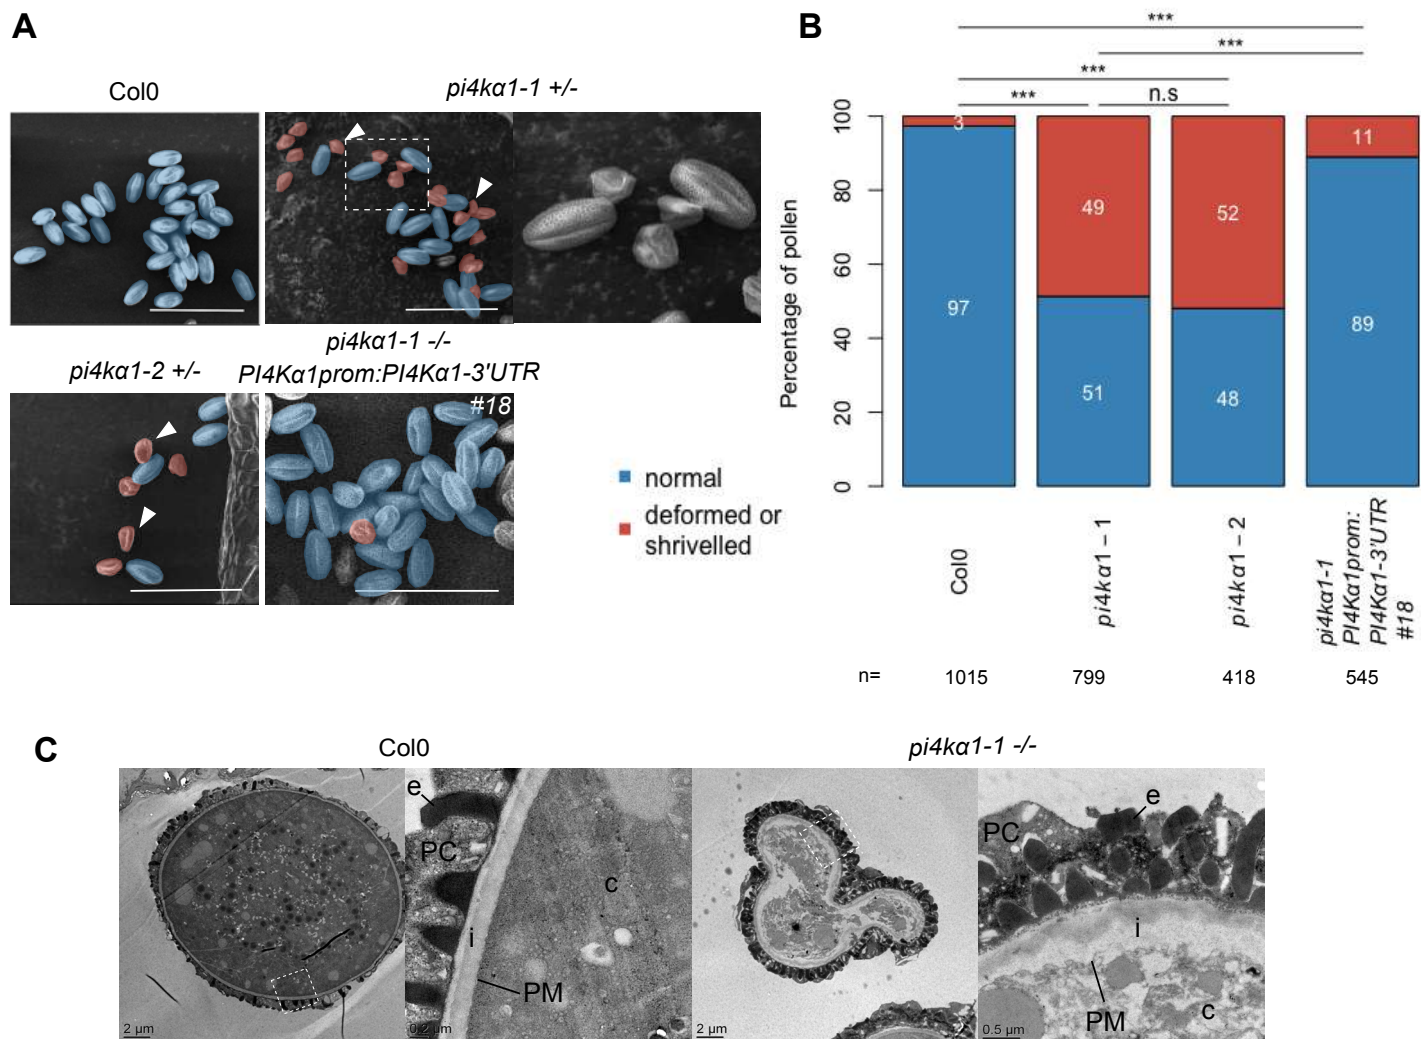 A
Col0
pi4kα1-1 +/-
pi4kα1-2 +/-
pi4kα1-1 -/-
PI4Kα1prom:PI4Kα1-3'UTR
#18
normal
deformed or
shrivelled
B
***
***
***
***
n.s
Percentage of pollen
100
80
60
40
20
0
3
97
49
51
52
48
11
89
Col0
pi4kα1-1
pi4kα1-2
pi4kα1-1
PI4Kα1prom:
PI4Kα1-3'UTR
#18
n= 1015 799 418 545
C
Col0
pi4kα1-1 -/-
e
PC
c
i
PM
2 µm
0.2 µm
e
PC
i
PM
c
2 µm
0.5 µm